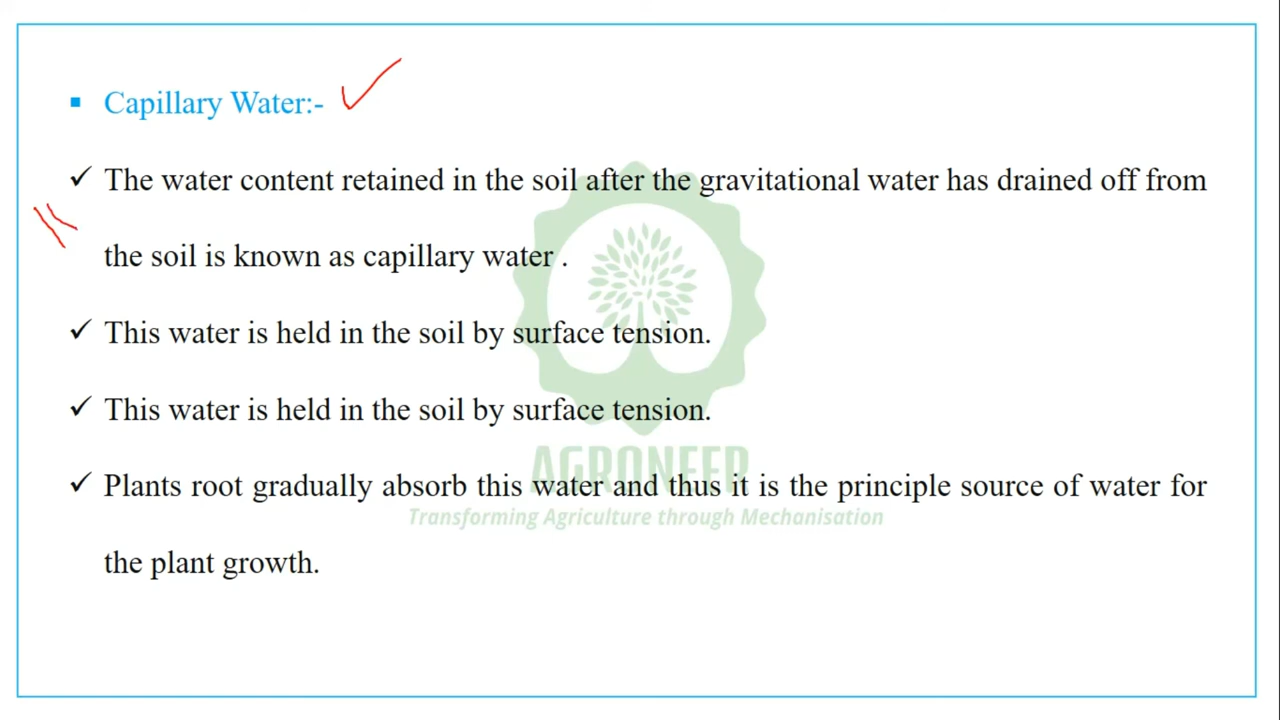 ▪ Capillary Water:-
✓ The water content retained in the soil after the gravitational water has drained off from
the soil is known as capillary water .
✓ This water is held in the soil by surface tension.
✓ This water is held in the soil by surface tension.
AGRONEER
✓ Plants root gradually absorb this water and thus it is the principle source of water for
Transforming Agriculture through Mechanisation
the plant growth.